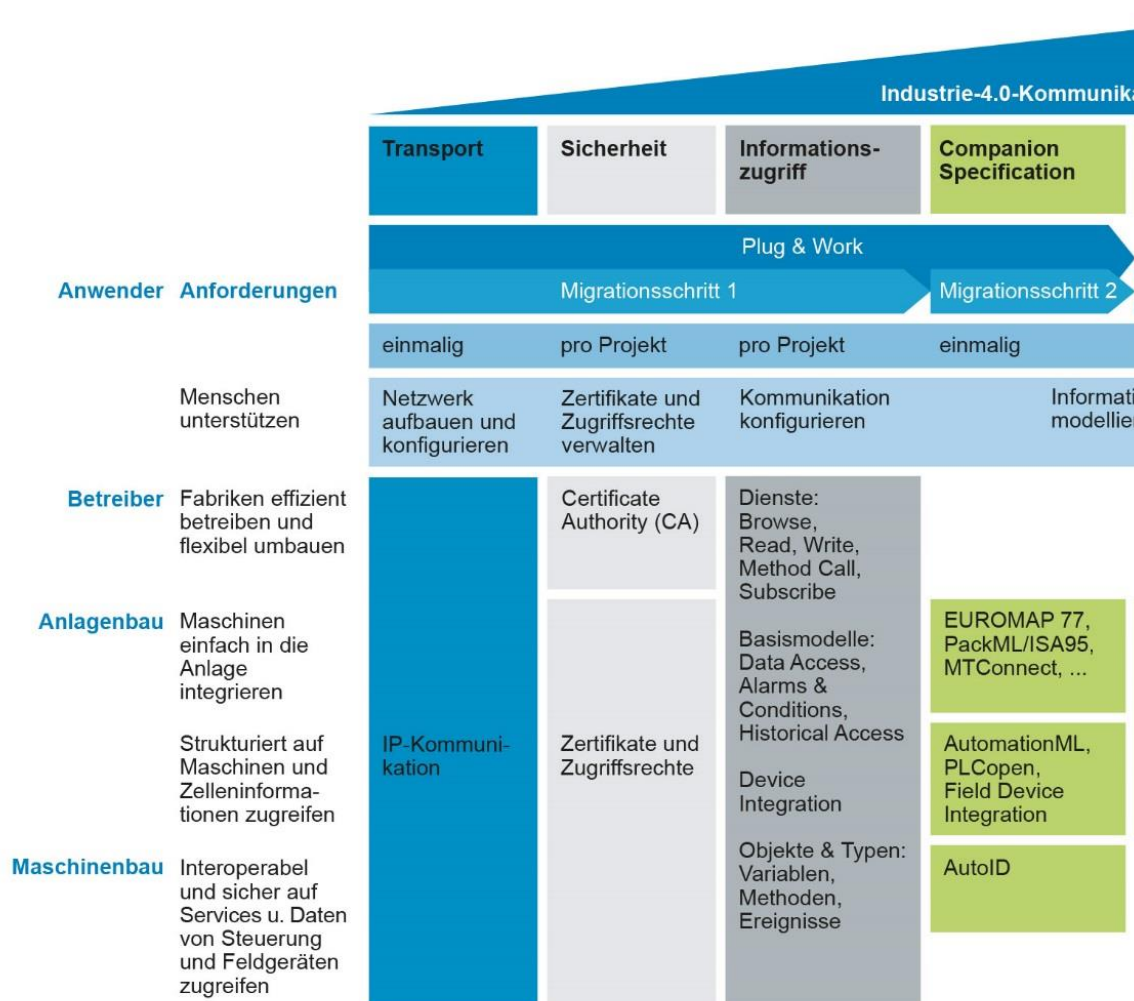 Industrie-4.0-Kommunika
Transport
Sicherheit
Informations-
zugriff
Companion
Specification
Plug & Work
Anwender
Anforderungen
Migrationsschritt 1
Migrationsschritt 2
einmalig
pro Projekt
pro Projekt
einmalig
Menschen
unterstützen
Netzwerk
aufbauen und
konfigurieren
Zertifikate und
Zugriffsrechte
verwalten
Kommunikation
konfigurieren
Informati
modellier
Betreiber
Fabriken effizient
betreiben und
flexibel umbauen
Certificate
Authority (CA)
Dienste:
Browse,
Read, Write,
Method Call,
Subscribe
Basismodelle:
Data Access,
Alarms &
Conditions,
Historical Access
Device
Integration
Objekte & Typen:
Variablen,
Methoden,
Ereignisse
Anlagenbau
Maschinen
einfach in die
Anlage
integrieren
EUROMAP 77,
PackML/ISA95,
MTConnect, ...
Strukturiert auf
Maschinen und
Zelleninforma-
tionen zugreifen
IP-Kommuni-
kation
Zertifikate und
Zugriffsrechte
AutomationML,
PLCopen,
Field Device
Integration
Maschinenbau
Interoperabel
und sicher auf
Services u. Daten
von Steuerung
und Feldgeräten
zugreifen
AutoID